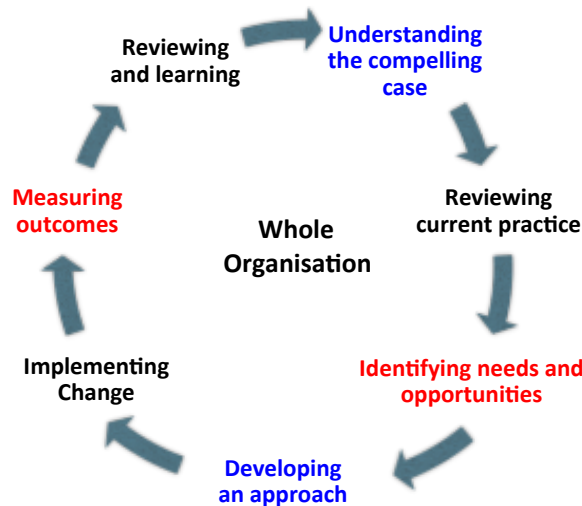 Understanding
the compelling
case
Reviewing
current practice
Identifying needs and
opportunities
Developing
an approach
Implementing
Change
Measuring
outcomes
Reviewing
and learning
Whole
Organisation